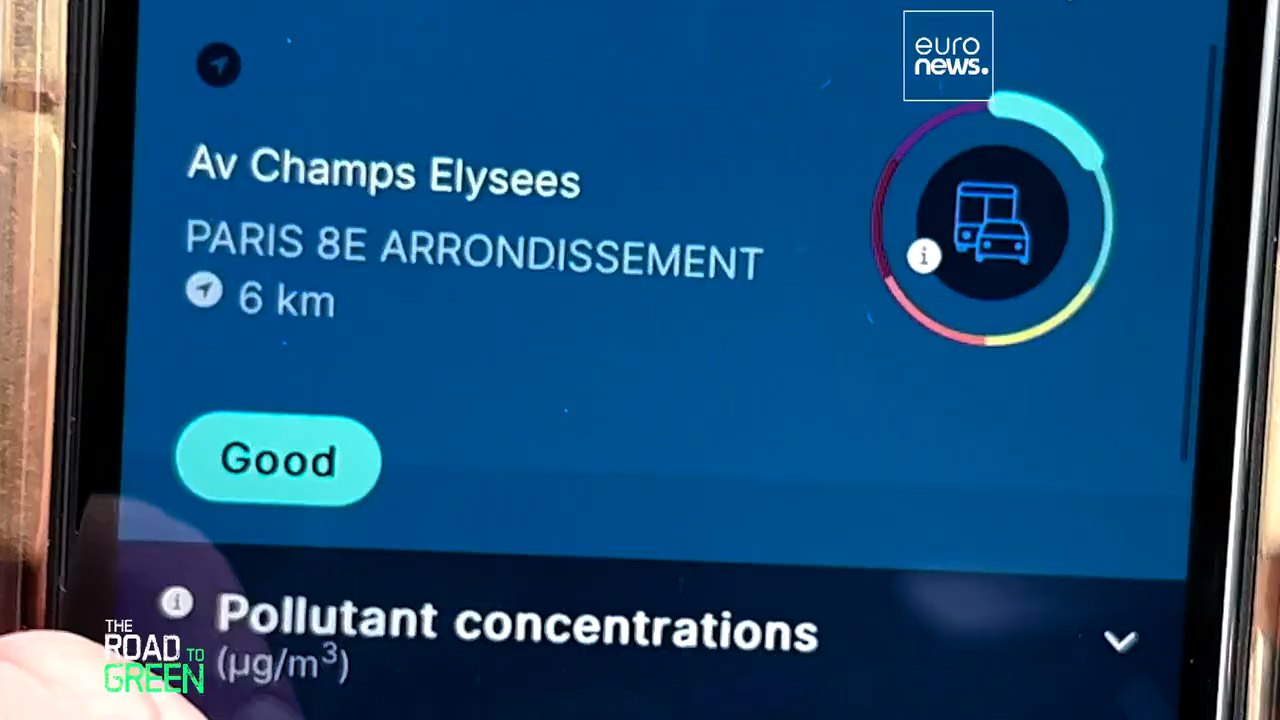 euro
news.
Av Champs Elysees
PARIS 8E ARRONDISSEMENT
6 km
Good
Pollutant concentrations
(µg/m³)
THE
ROAD TO
GREEN